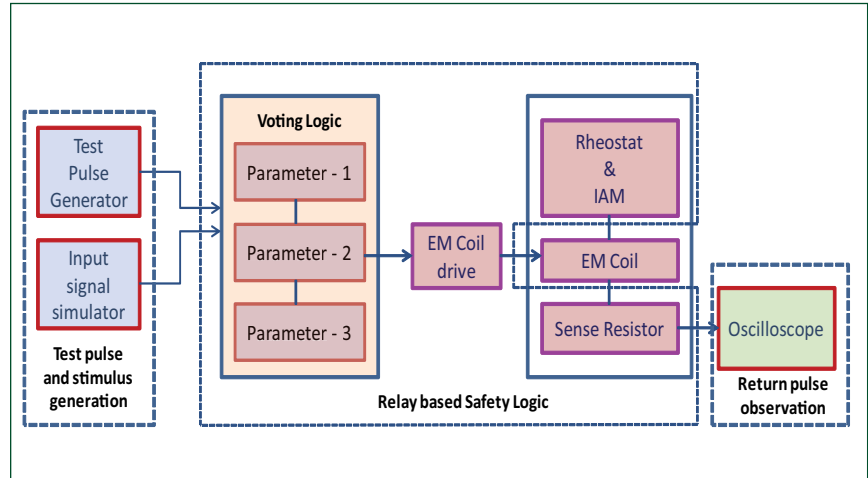 Test
Pulse
Generator
Input
signal
simulator
Test pulse
and stimulus
generation
Voting Logic
Parameter - 1
Parameter - 2
Parameter - 3
EM Coil
drive
Rheostat
&
IAM
EM Coil
Sense Resistor
Relay based Safety Logic
Oscilloscope
Return pulse
observation